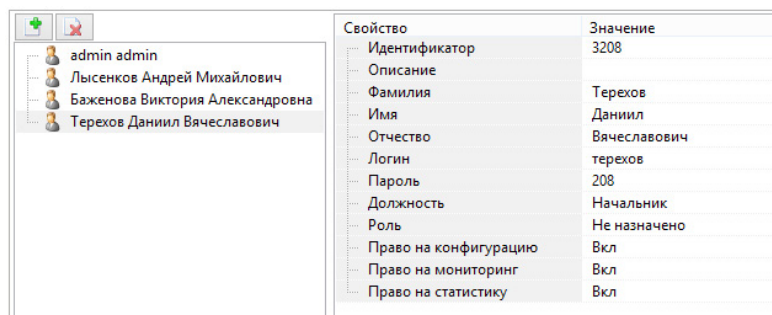 admin admin
Лысенков Андрей Михайлович
Баженова Виктория Александровна
Терехов Даниил Вячеславович
Свойство Значение
Идентификатор 3208
Описание
Фамилия Терехов
Имя Даниил
Отчество Вячеславович
Логин терехов
Пароль 208
Должность Начальник
Роль Не назначено
Право на конфигурацию Вкл
Право на мониторинг Вкл
Право на статистику Вкл